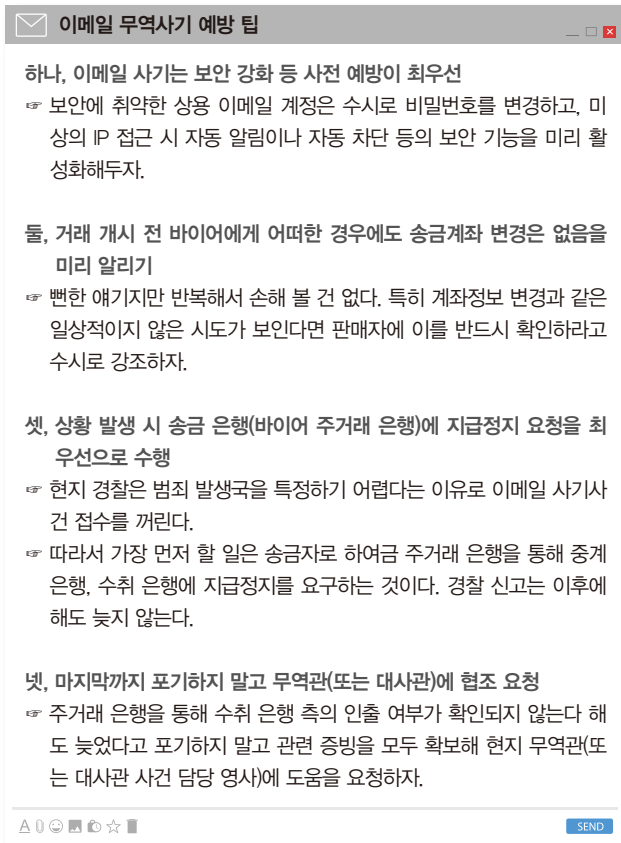 이메일 무역사기 예방 팁
하나, 이메일 사기는 보안 강화 등 사전 예방이 최우선
☞ 보안에 취약한 상용 이메일 계정은 수시로 비밀번호를 변경하고, 미
상의 IP 접근 시 자동 알림이나 자동 차단 등의 보안 기능을 미리 활
성화해두자.
둘, 거래 개시 전 바이어에게 어떠한 경우에도 송금계좌 변경은 없음을
미리 알리기
☞ 뻔한 얘기지만 반복해서 손해 볼 건 없다. 특히 계좌정보 변경과 같은
일상적이지 않은 시도가 보인다면 판매자에 이를 반드시 확인하라고
수시로 강조하자.
셋, 상황 발생 시 송금 은행(바이어 주거래 은행)에 지급정지 요청을 최
우선으로 수행
☞ 현지 경찰은 범죄 발생국을 특정하기 어렵다는 이유로 이메일 사기사
건 접수를 꺼린다.
☞ 따라서 가장 먼저 할 일은 송금자로 하여금 주거래 은행을 통해 중계
은행, 수취 은행에 지급정지를 요구하는 것이다. 경찰 신고는 이후에
해도 늦지 않는다.
넷, 마지막까지 포기하지 말고 무역관(또는 대사관)에 협조 요청
☞ 주거래 은행을 통해 수취 은행 측의 인출 여부가 확인되지 않는다 해
도 늦었다고 포기하지 말고 관련 증빙을 모두 확보해 현지 무역관(또
는 대사관 사건 담당 영사)에 도움을 요청하자.
A SEND